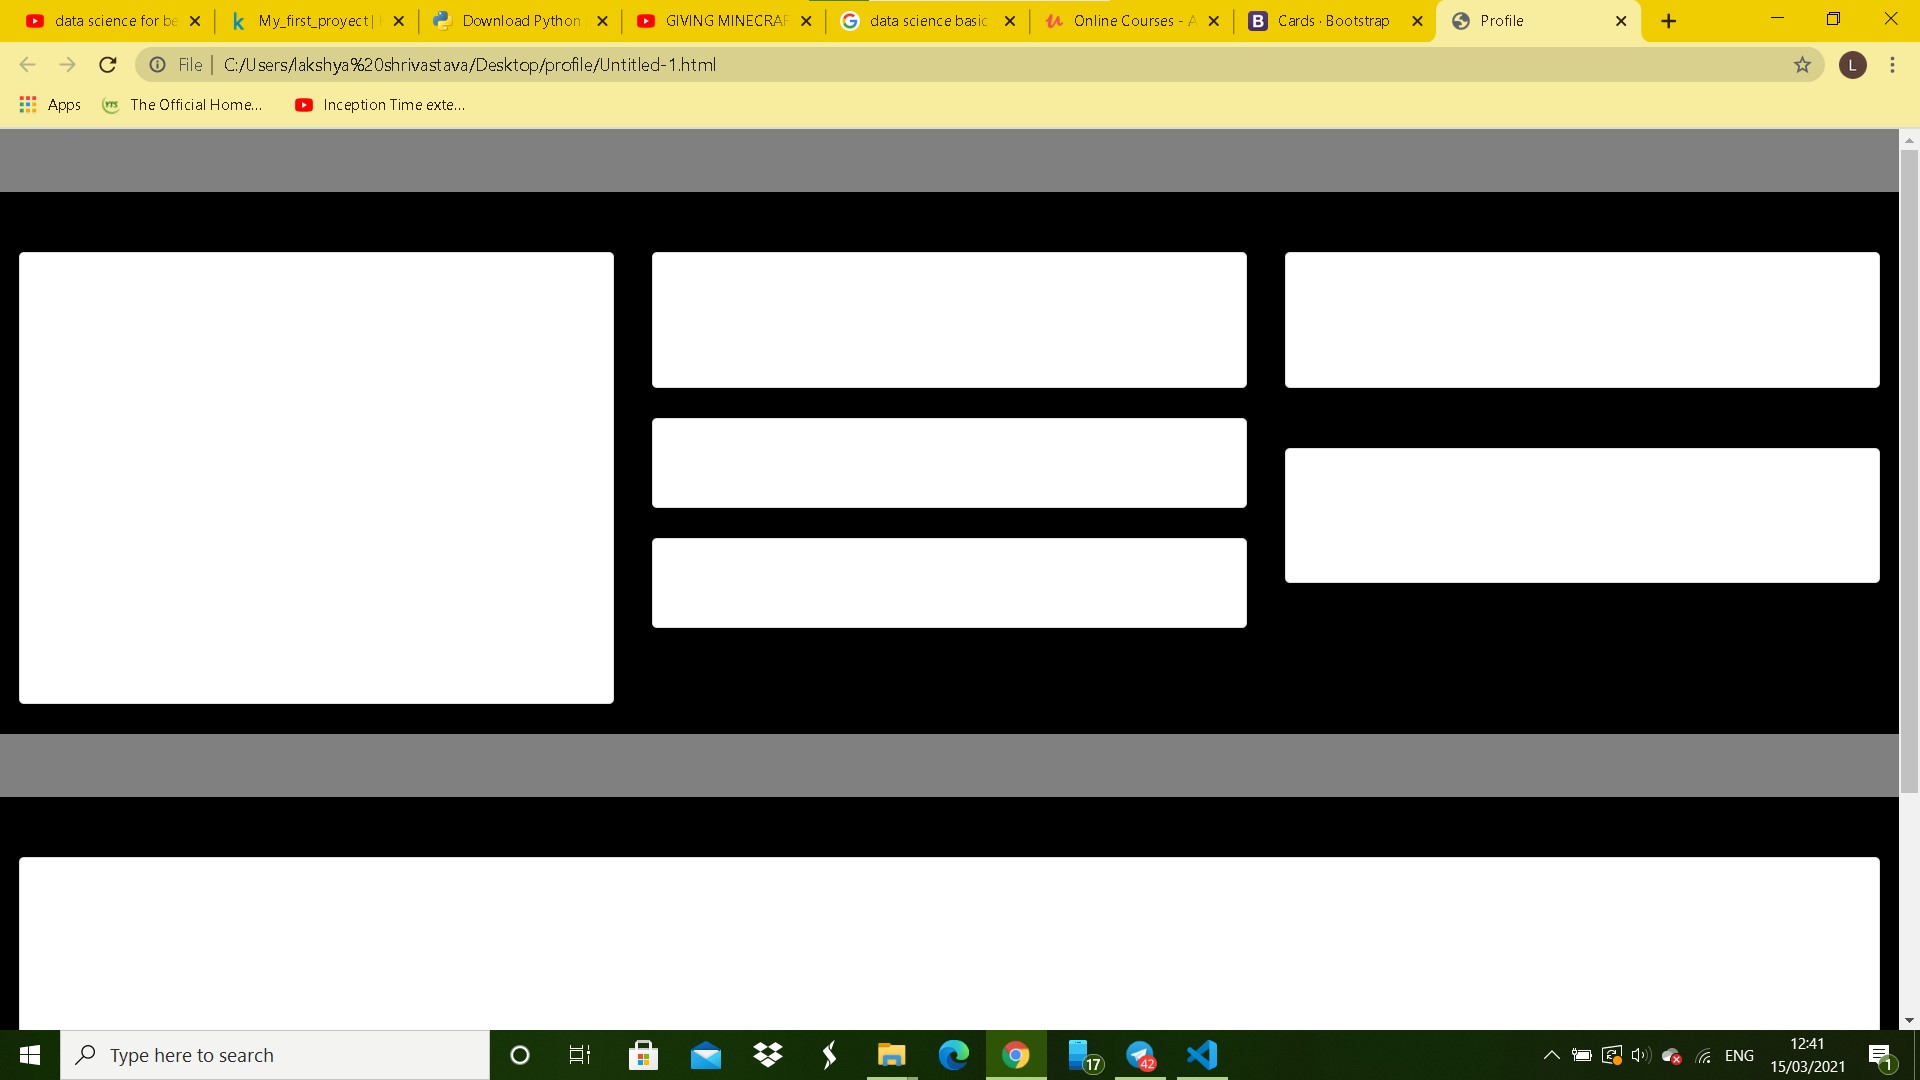 data science for be
My_first_proyect |
Download Python
GIVING MINECRAF
data science basic
Online Courses - A
Cards · Bootstrap
Profile
File | C:/Users/lakshya%20shrivastava/Desktop/profile/Untitled-1.html
L
Apps
YTS
The Official Home...
Inception Time exte...
Type here to search
17
42
ENG
12:41
15/03/2021
1